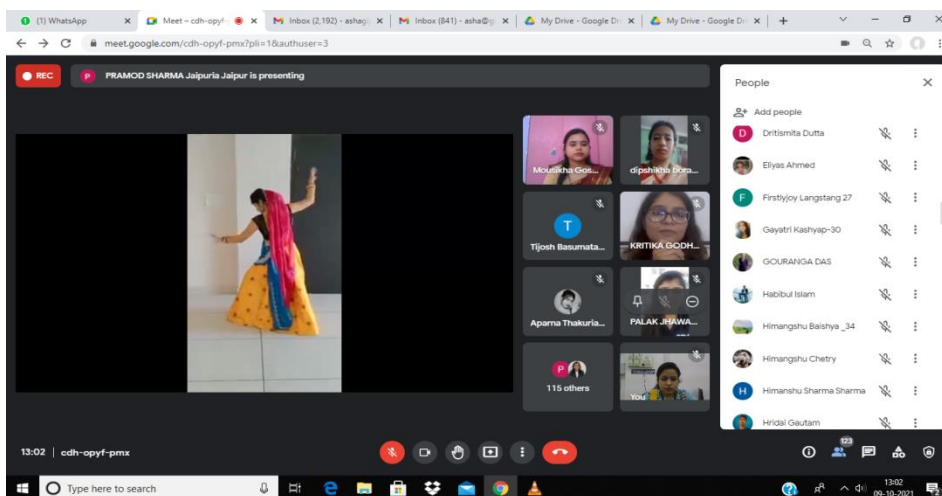 (1) WhatsApp
Meet – cdh-opyf-
Inbox (2,192) - ashag
Inbox (841) - asha@g
My Drive - Google Dri
My Drive - Google Dri
meet.google.com/cdh-opyf-pmx?pli=1&authuser=3
REC
P
PRAMOD SHARMA Jaipuria Jaipur is presenting
People
Add people
D Dritismita Dutta
Eliyas Ahmed
F Firstlyjoy Langstang 27
Gayatri Kashyap-30
GOURANGA DAS
Habibul Islam
Himangshu Baishya _34
Himangshu Chetry
H Himanshu Sharma Sharma
Hridai Gautam
Mousikha Gos...
dipshikha bora...
T
Tijosh Basumata...
KRITIKA GODH...
Aparna Thakuria...
PALAK JHAWA...
P
115 others
You
13:02 | cdh-opyf-pmx
123
Type here to search
13:02
09-10-2021